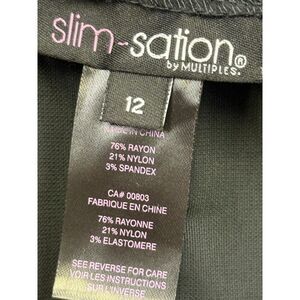 slim-sation®
by MULTIPLES.
12
MADE IN CHINA
76% RAYON
21% NYLON
3% SPANDEX
CA# 00803
FABRIQUE EN CHINE
76% RAYONNE
21% NYLON
3% ELASTOMERE
SEE REVERSE FOR CARE
VOIR LES INSTRUCTIONS
SUR L'INVERSE